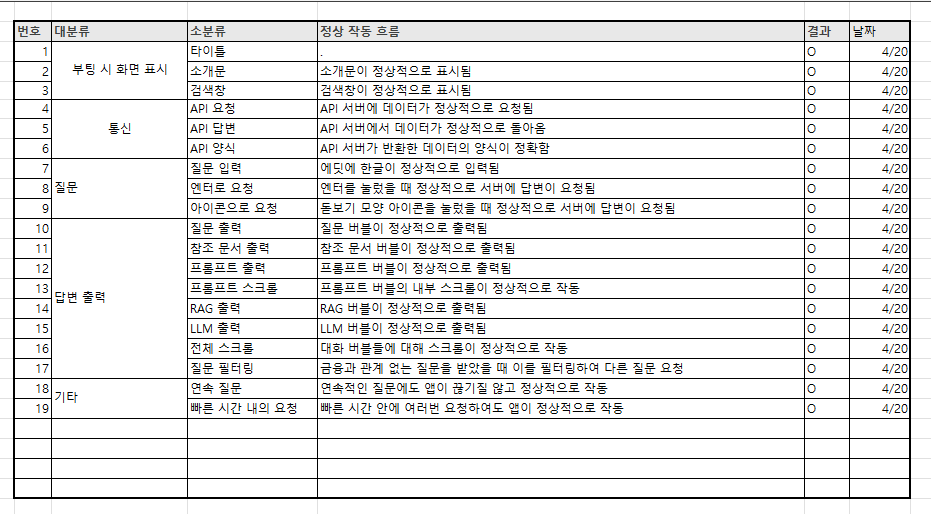 번호 대분류 소분류 정상 작동 흐름 결과 날짜
1 부팅 시 화면 표시 타이틀 . O 4/20
2 소개문 소개문이 정상적으로 표시됨 O 4/20
3 검색창 검색창이 정상적으로 표시됨 O 4/20
4 통신 API 요청 API 서버에 데이터가 정상적으로 요청됨 O 4/20
5 API 답변 API 서버에서 데이터가 정상적으로 돌아옴 O 4/20
6 API 양식 API 서버가 반환한 데이터의 양식이 정확함 O 4/20
7 질문 질문 입력 에딧에 한글이 정상적으로 입력됨 O 4/20
8 엔터로 요청 엔터를 눌렀을 때 정상적으로 서버에 답변이 요청됨 O 4/20
9 아이콘으로 요청 돋보기 모양 아이콘을 눌렀을 때 정상적으로 서버에 답변이 요청됨 O 4/20
10 답변 출력 질문 출력 질문 버블이 정상적으로 출력됨 O 4/20
11 참조 문서 출력 참조 문서 버블이 정상적으로 출력됨 O 4/20
12 프롬프트 출력 프롬프트 버블이 정상적으로 출력됨 O 4/20
13 프롬프트 스크롤 프롬프트 버블의 내부 스크롤이 정상적으로 작동 O 4/20
14 RAG 출력 RAG 버블이 정상적으로 출력됨 O 4/20
15 LLM 출력 LLM 버블이 정상적으로 출력됨 O 4/20
16 전체 스크롤 대화 버블들에 대해 스크롤이 정상적으로 작동 O 4/20
17 질문 필터링 금융과 관계 없는 질문을 받았을 때 이를 필터링하여 다른 질문 요청 O 4/20
18 기타 연속 질문 연속적인 질문에도 앱이 끊기질 않고 정상적으로 작동 O 4/20
19 빠른 시간 내의 요청 빠른 시간 안에 여러번 요청하여도 앱이 정상적으로 작동 O 4/20